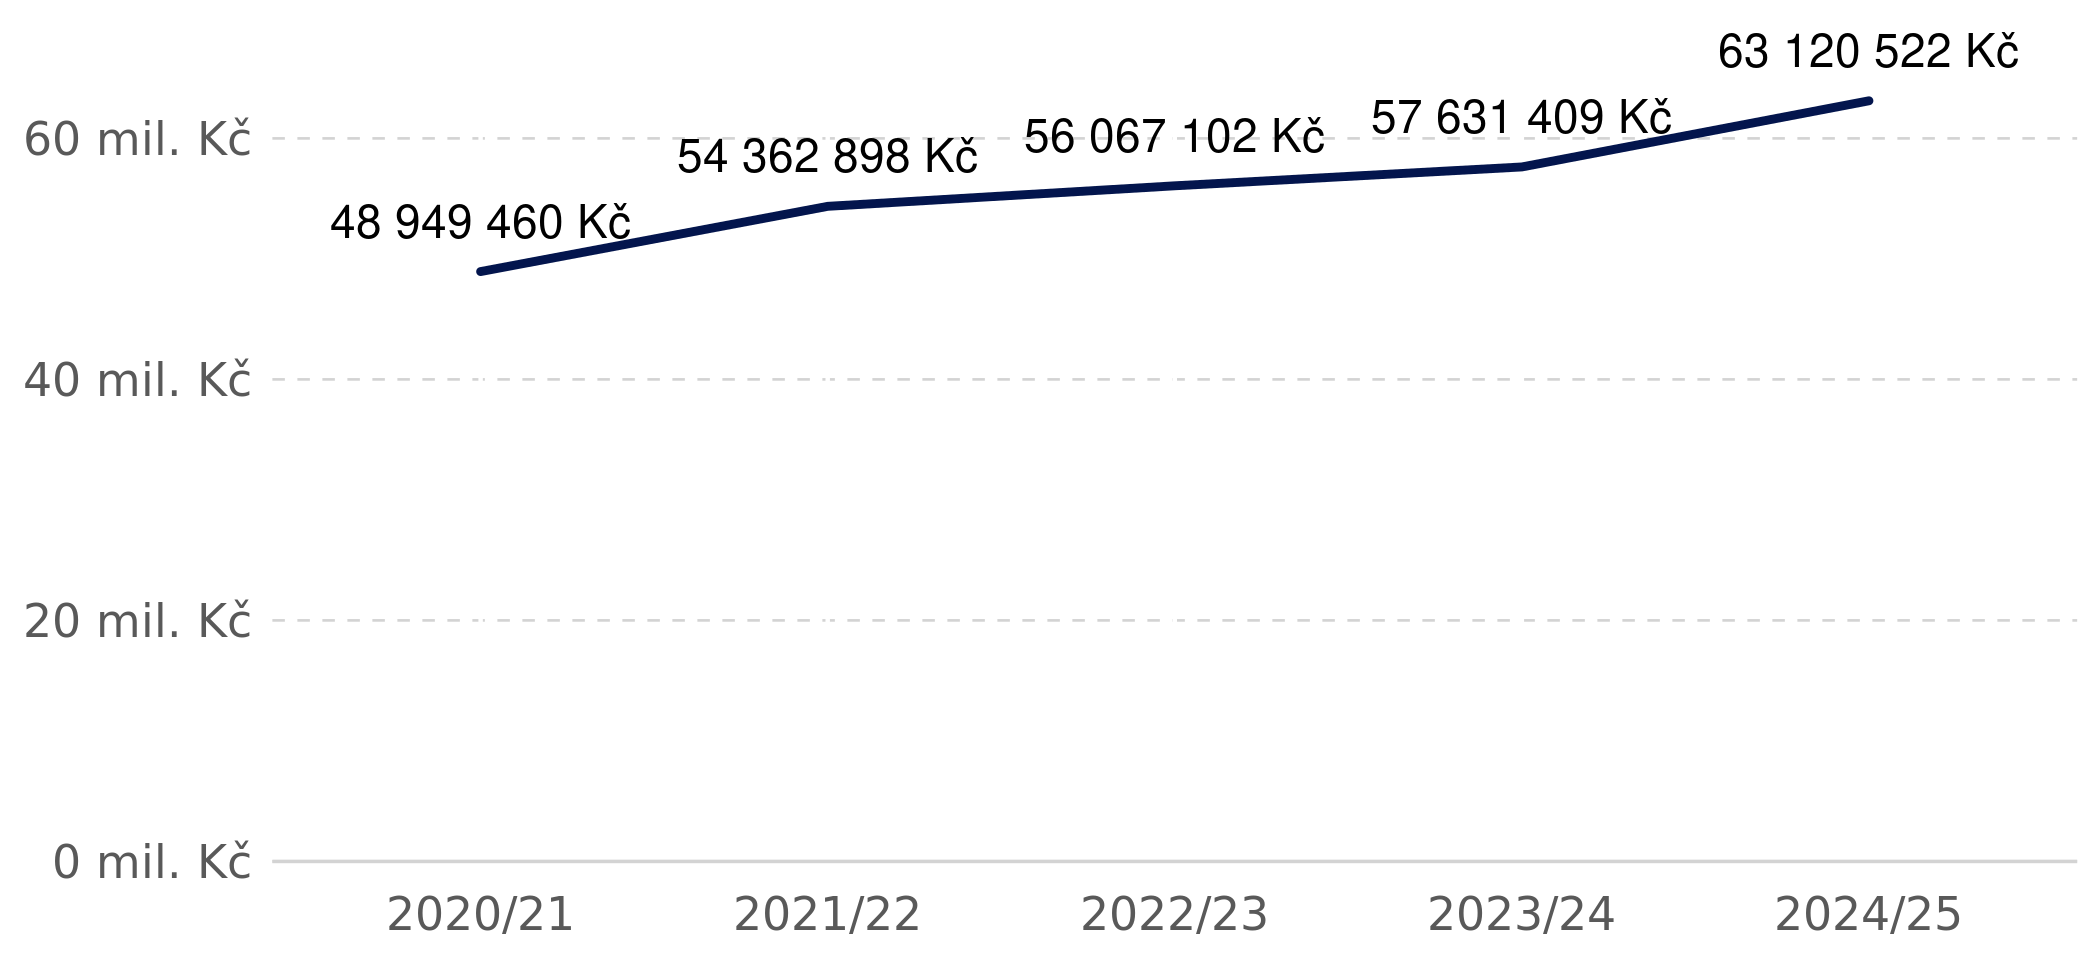 63 120 522 Kč
57 631 409 Kč
56 067 102 Kč
54 362 898 Kč
48 949 460 Kč
60 mil. Kč
40 mil. Kč
20 mil. Kč
0 mil. Kč
2020/21
2021/22
2022/23
2023/24
2024/25